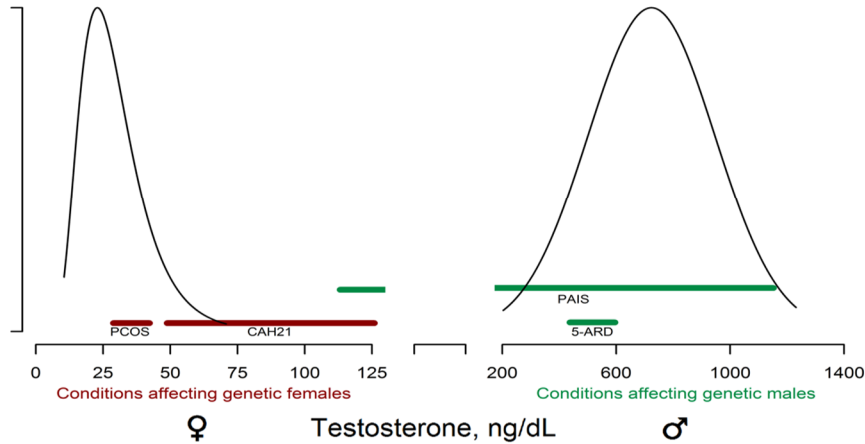 PAIS
PCOS CAH21 5-ARD
0 25 50 75 100 125 200 600 1000 1400
Conditions affecting genetic females Conditions affecting genetic males
♀ Testosterone, ng/dL ♂